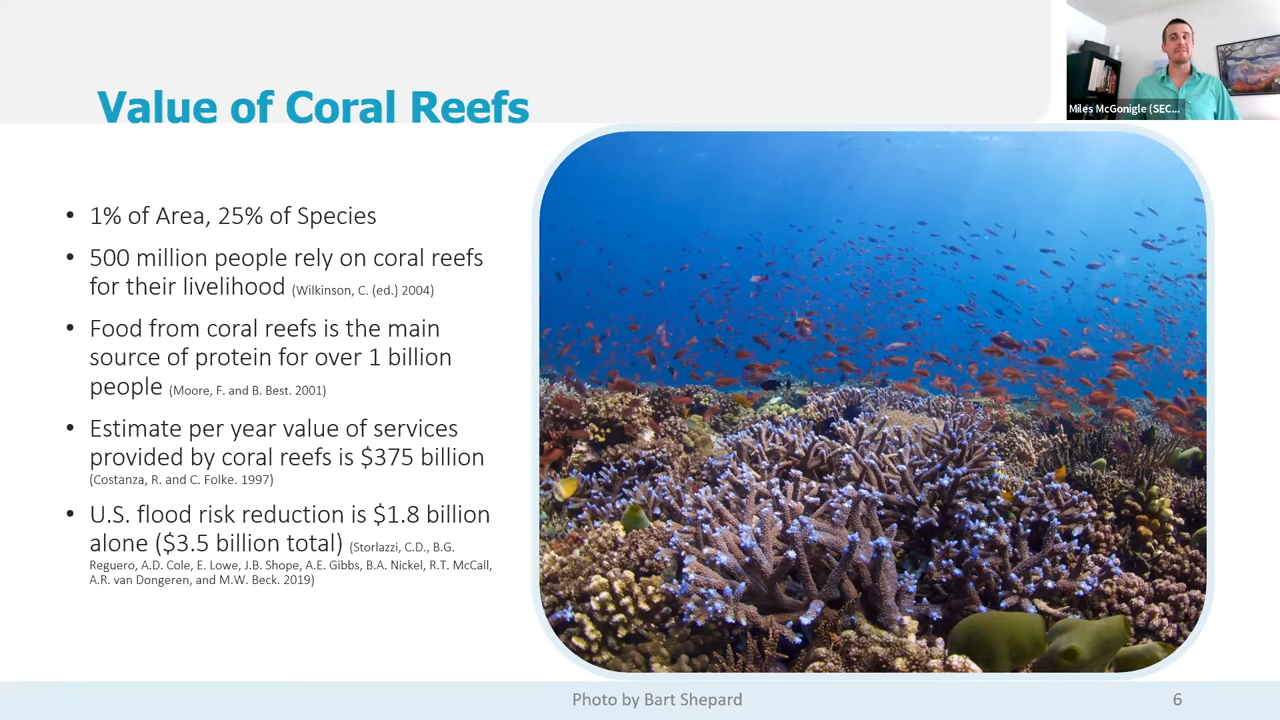 Value of Coral Reefs
Miles McGonigle (SEC...
• 1% of Area, 25% of Species
• 500 million people rely on coral reefs
for their livelihood (Wilkinson, C. (ed.) 2004)
• Food from coral reefs is the main
source of protein for over 1 billion
people (Moore, F. and B. Best. 2001)
• Estimate per year value of services
provided by coral reefs is $375 billion
(Costanza, R. and C. Folke. 1997)
• U.S. flood risk reduction is $1.8 billion
alone ($3.5 billion total) (Storlazzi, C.D., B.G.
Reguero, A.D. Cole, E. Lowe, J.B. Shope, A.E. Gibbs, B.A. Nickel, R.T. McCall,
A.R. van Dongeren, and M.W. Beck. 2019)
Photo by Bart Shepard
6